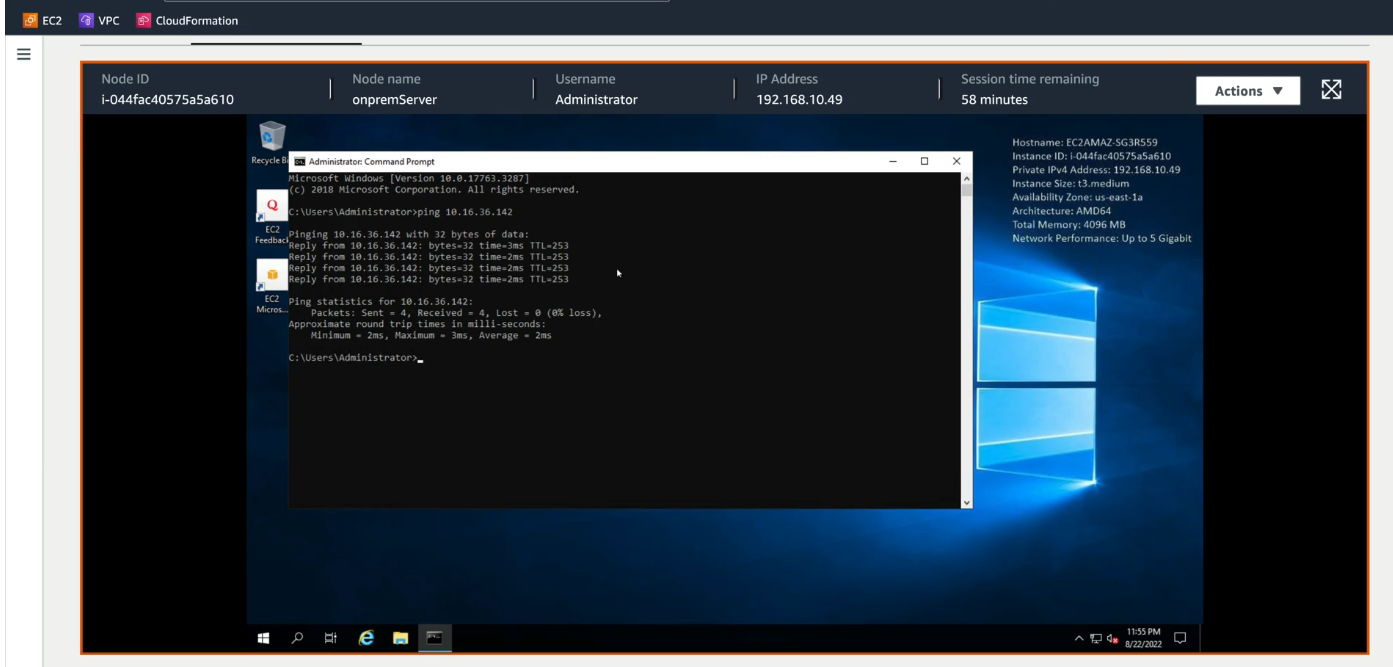 EC2 VPC CloudFormation
Node ID Node name Username IP Address Session time remaining
i-044fac40575a5a610 onpremServer Administrator 192.168.10.49 58 minutes
Actions
Recycle Bi
EC2
Feedback
EC2
Micros...
Administrator: Command Prompt
Microsoft Windows [Version 10.0.17763.3287]
(c) 2018 Microsoft Corporation. All rights reserved.
C:\Users\Administrator>ping 10.16.36.142
Pinging 10.16.36.142 with 32 bytes of data:
Reply from 10.16.36.142: bytes=32 time=3ms TTL=253
Reply from 10.16.36.142: bytes=32 time=2ms TTL=253
Reply from 10.16.36.142: bytes=32 time=2ms TTL=253
Reply from 10.16.36.142: bytes=32 time=2ms TTL=253
Ping statistics for 10.16.36.142:
Packets: Sent = 4, Received = 4, Lost = 0 (0% loss),
Approximate round trip times in milli-seconds:
Minimum = 2ms, Maximum = 3ms, Average = 2ms
C:\Users\Administrator>
Hostname: EC2AMAZ-SG3R559
Instance ID: i-044fac40575a5a610
Private IPv4 Address: 192.168.10.49
Instance Size: t3.medium
Availability Zone: us-east-1a
Architecture: AMD64
Total Memory: 4096 MB
Network Performance: Up to 5 Gigabit
11:55 PM
8/22/2022